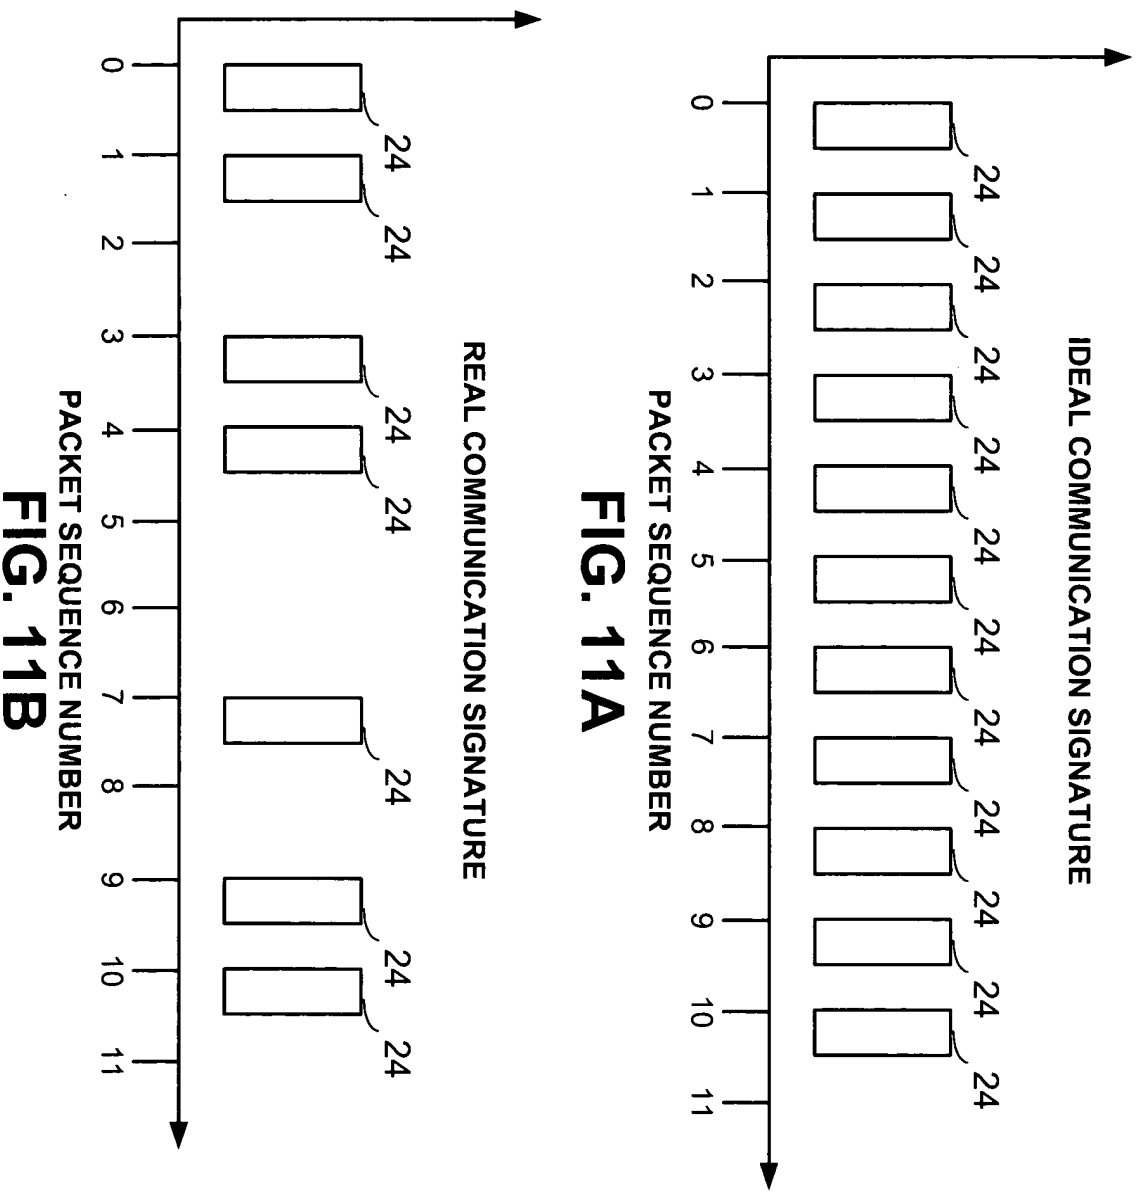 IDEAL COMMUNICATION SIGNATURE
24 24 24 24 24 24 24 24 24 24 24
0 1 2 3 4 5 6 7 8 9 10 11
PACKET SEQUENCE NUMBER
FIG. 11A
REAL COMMUNICATION SIGNATURE
24 24 24 24 24 24 24
0 1 2 3 4 5 6 7 8 9 10 11
PACKET SEQUENCE NUMBER
FIG. 11B